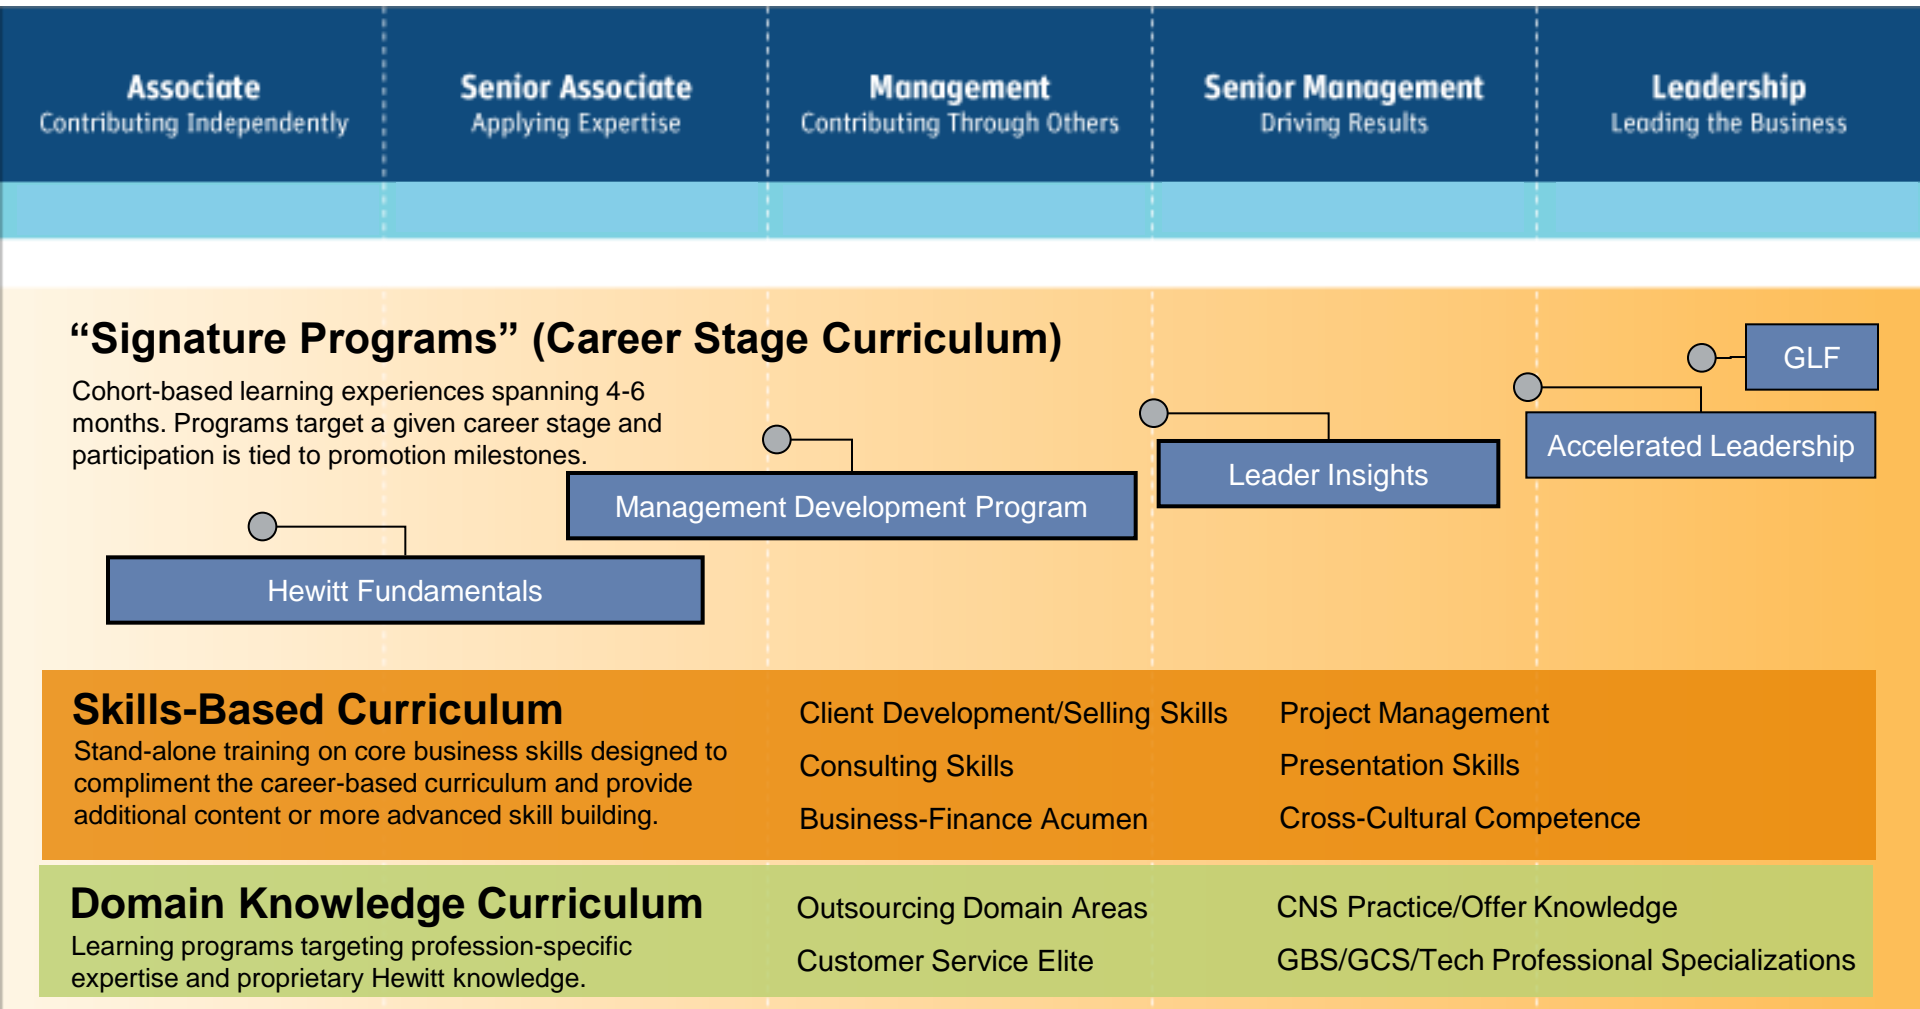 Associate
Contributing Independently
Senior Associate
Applying Expertise
Management
Contributing Through Others
Senior Management
Driving Results
Leadership
Leading the Business
“Signature Programs” (Career Stage Curriculum)
Cohort-based learning experiences spanning 4-6
months. Programs target a given career stage and
participation is tied to promotion milestones.
GLF
Accelerated Leadership
Leader Insights
Management Development Program
Hewitt Fundamentals
Skills-Based Curriculum
Stand-alone training on core business skills designed to
compliment the career-based curriculum and provide
additional content or more advanced skill building.
Client Development/Selling Skills
Consulting Skills
Business-Finance Acumen
Project Management
Presentation Skills
Cross-Cultural Competence
Domain Knowledge Curriculum
Learning programs targeting profession-specific
expertise and proprietary Hewitt knowledge.
Outsourcing Domain Areas
Customer Service Elite
CNS Practice/Offer Knowledge
GBS/GCS/Tech Professional Specializations